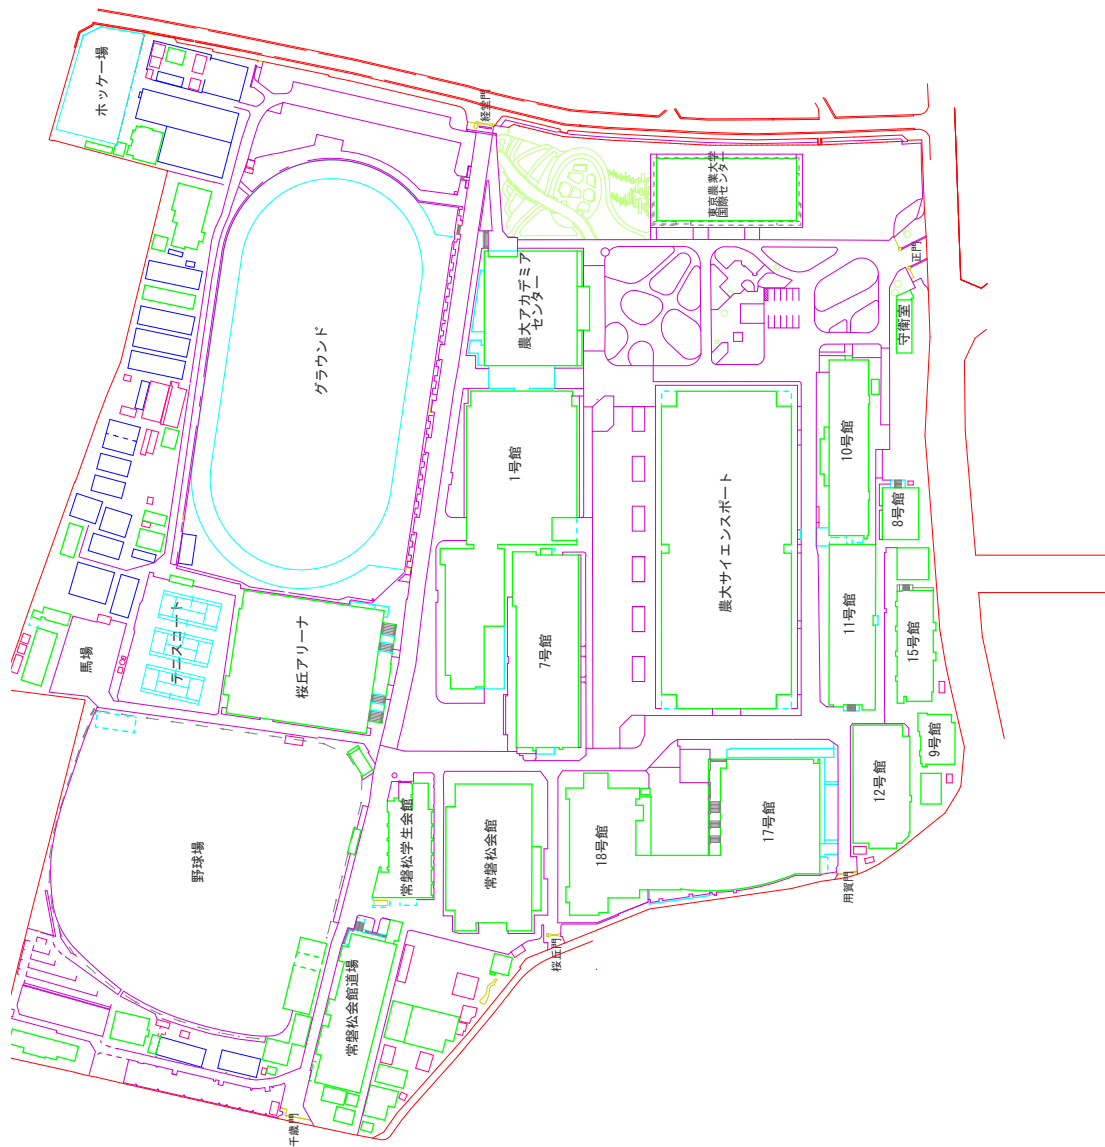 ホッケー場
経堂門
東京農業大学
国際センター
正門
守衛室
農大アカデミア
センター
グラウンド
1号館
10号館
8号館
農大サイエンスポート
11号館
15号館
7号館
テニスコート
馬場
桜丘アリーナ
9号館
12号館
17号館
18号館
常磐松会館
常磐松学生会館
野球場
用賀門
桜丘門
常磐松会館道場
千歳門